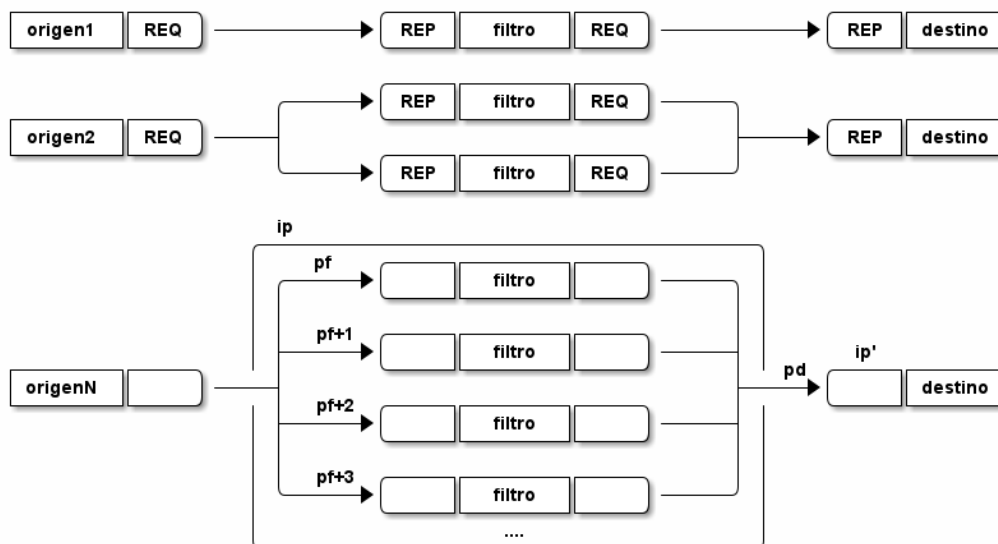 origen1 REQ REP filtro REQ REP destino
REP filtro REQ
origen2 REQ REP destino
REP filtro REQ
ip
pf filtro
pf+1 filtro
ip'
pd
origenN destino
pf+2 filtro
pf+3 filtro
....